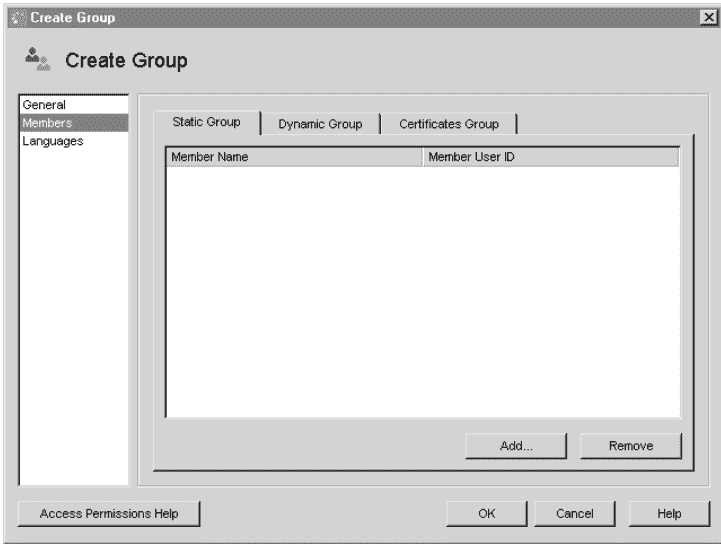 Create Group
Create Group
General
Members
Languages
Static Group
Dynamic Group
Certificates Group
Member Name
Member User ID
Add...
Remove
Access Permissions Help
OK
Cancel
Help